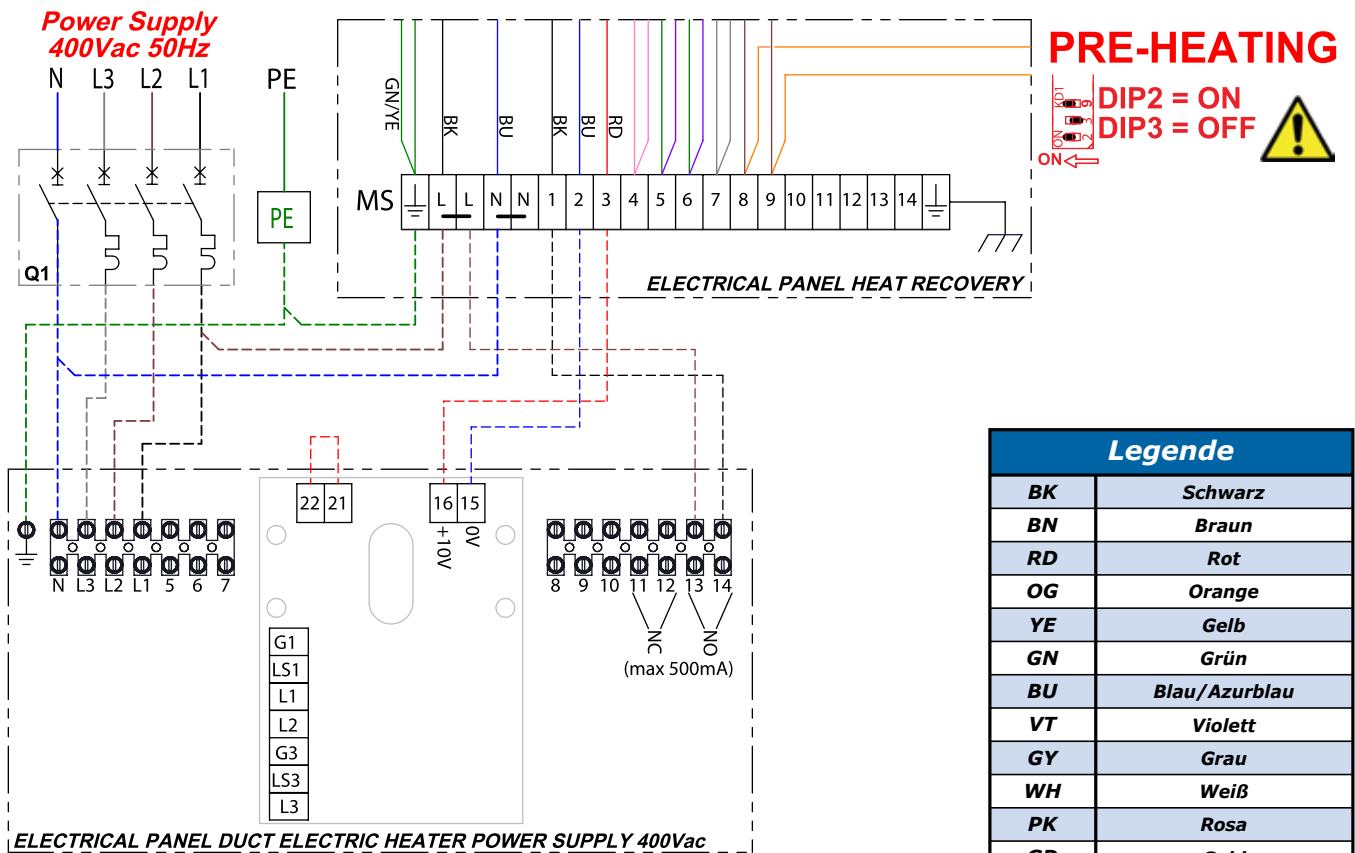 Power Supply
400Vac 50Hz
N L3 L2 L1 PE
Q1
PE
GN/YE
BK
BU
BK
BU
RD
MS L L N N 1 2 3 4 5 6 7 8 9 10 11 12 13 14
ELECTRICAL PANEL HEAT RECOVERY
PRE-HEATING
KD1
ON
2 3 9
DIP2 = ON
DIP3 = OFF
ON
22 21
16 15
+10V
0V
N L3 L2 L1 5 6 7
8 9 10 11 12 13 14
NC
NO
(max 500mA)
G1
LS1
L1
L2
G3
LS3
L3
ELECTRICAL PANEL DUCT ELECTRIC HEATER POWER SUPPLY 400Vac
Legende
BK Schwarz
BN Braun
RD Rot
OG Orange
YE Gelb
GN Grün
BU Blau/Azurblau
VT Violett
GY Grau
WH Weiß
PK Rosa